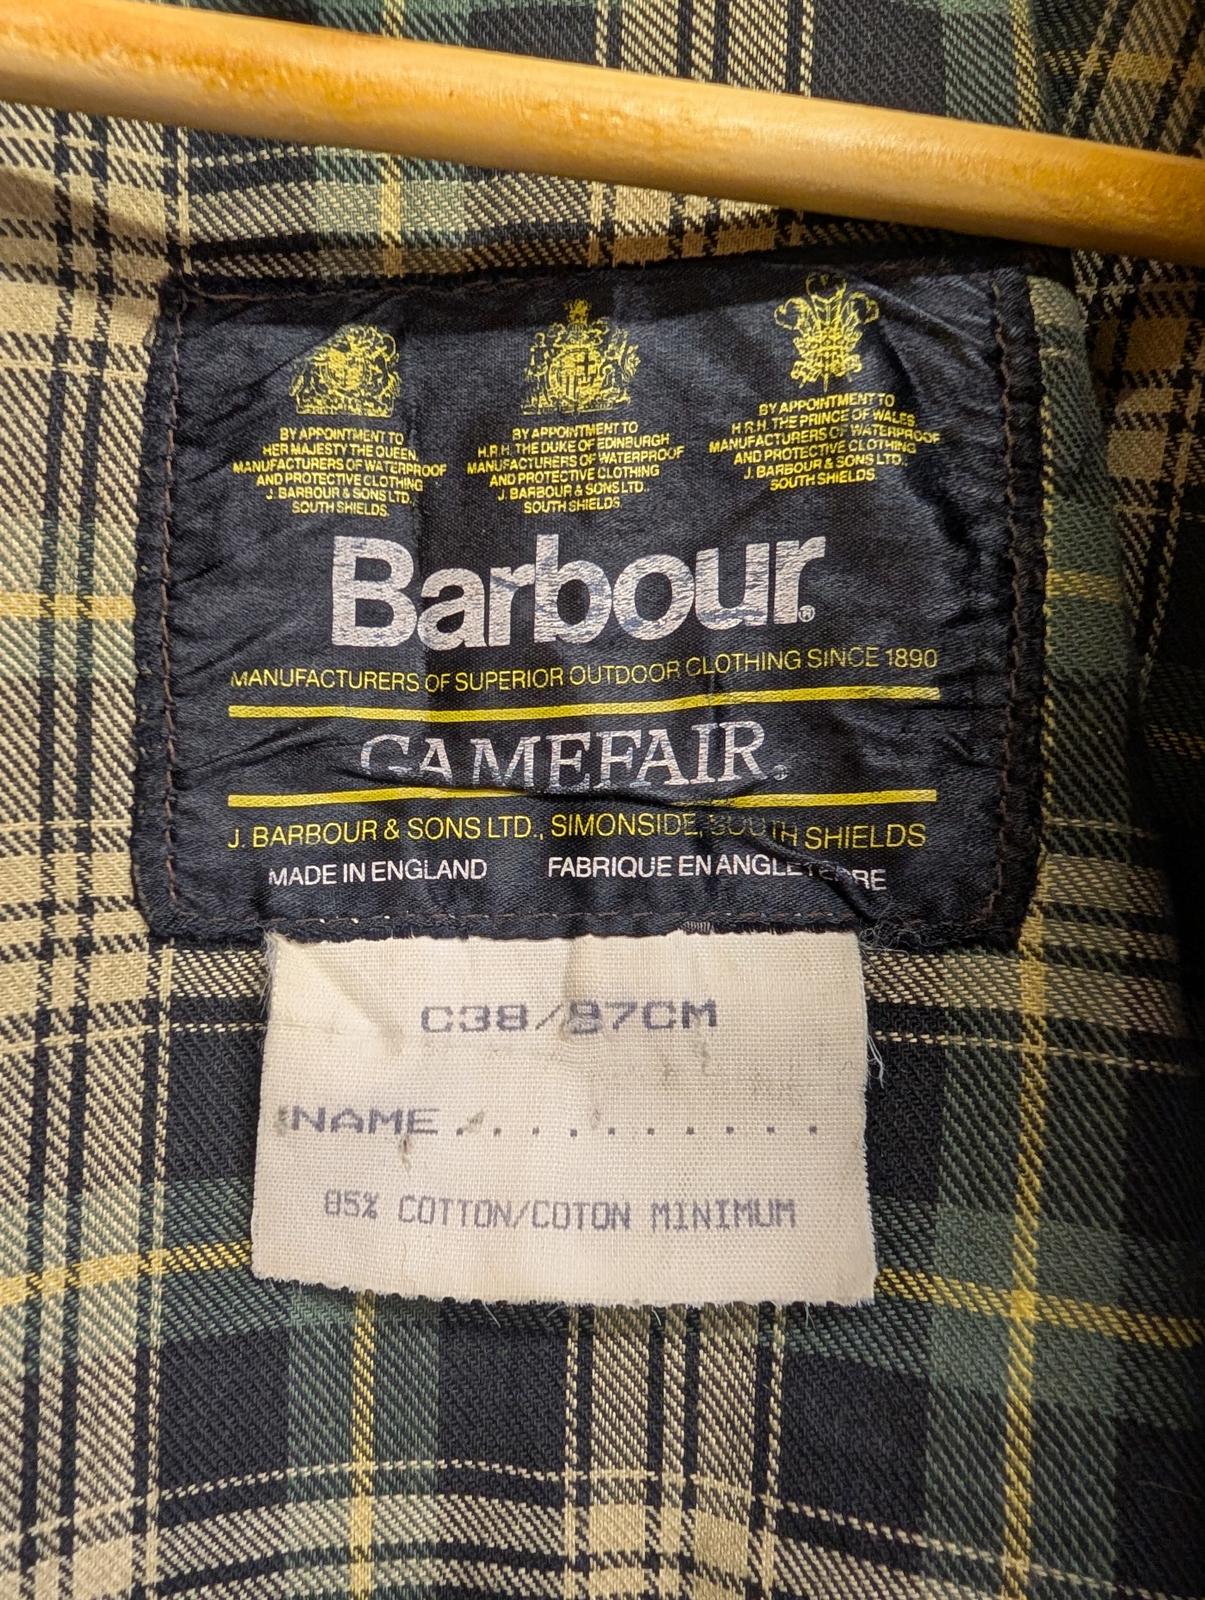 BY APPOINTMENT TO
HER MAJESTY THE QUEEN.
MANUFACTURERS OF WATERPROOF
AND PROTECTIVE CLOTHING
J. BARBOUR & SONS LTD.,
SOUTH SHIELDS.
BY APPOINTMENT TO
H.R.H. THE DUKE OF EDINBURGH
MANUFACTURERS OF WATERPROOF
AND PROTECTIVE CLOTHING
J. BARBOUR & SONS LTD.,
SOUTH SHIELDS.
BY APPOINTMENT TO
H.R.H. THE PRINCE OF WALES
MANUFACTURERS OF WATERPROOF
AND PROTECTIVE CLOTHING
J. BARBOUR & SONS LTD.
SOUTH SHIELDS.
Barbour®
MANUFACTURERS OF SUPERIOR OUTDOOR CLOTHING SINCE 1890
GAMEFAIR.
J. BARBOUR & SONS LTD., SIMONSIDE, SOUTH SHIELDS
MADE IN ENGLAND FABRIQUE EN ANGLETERRE
C38/97CM
NAME...........
85% COTTON/COTON MINIMUM